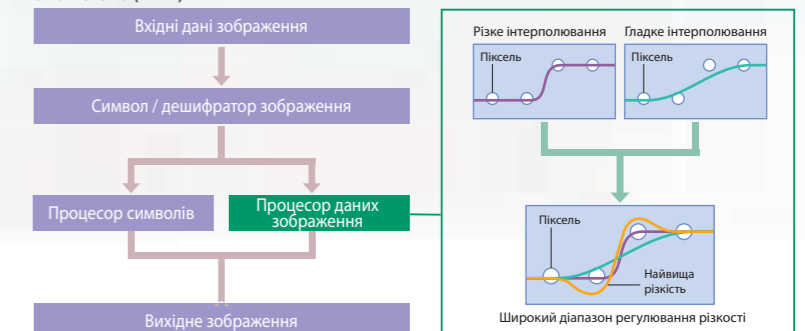 Вхідні дані зображення
Символ / дешифратор зображення
Процесор символів
Процесор даних
зображення
Вихідне зображення
Різке інтерполювання
Гладке інтерполювання
Піксель
Піксель
Піксель
Найвища
різкість
Широкий діапазон регулювання різкості